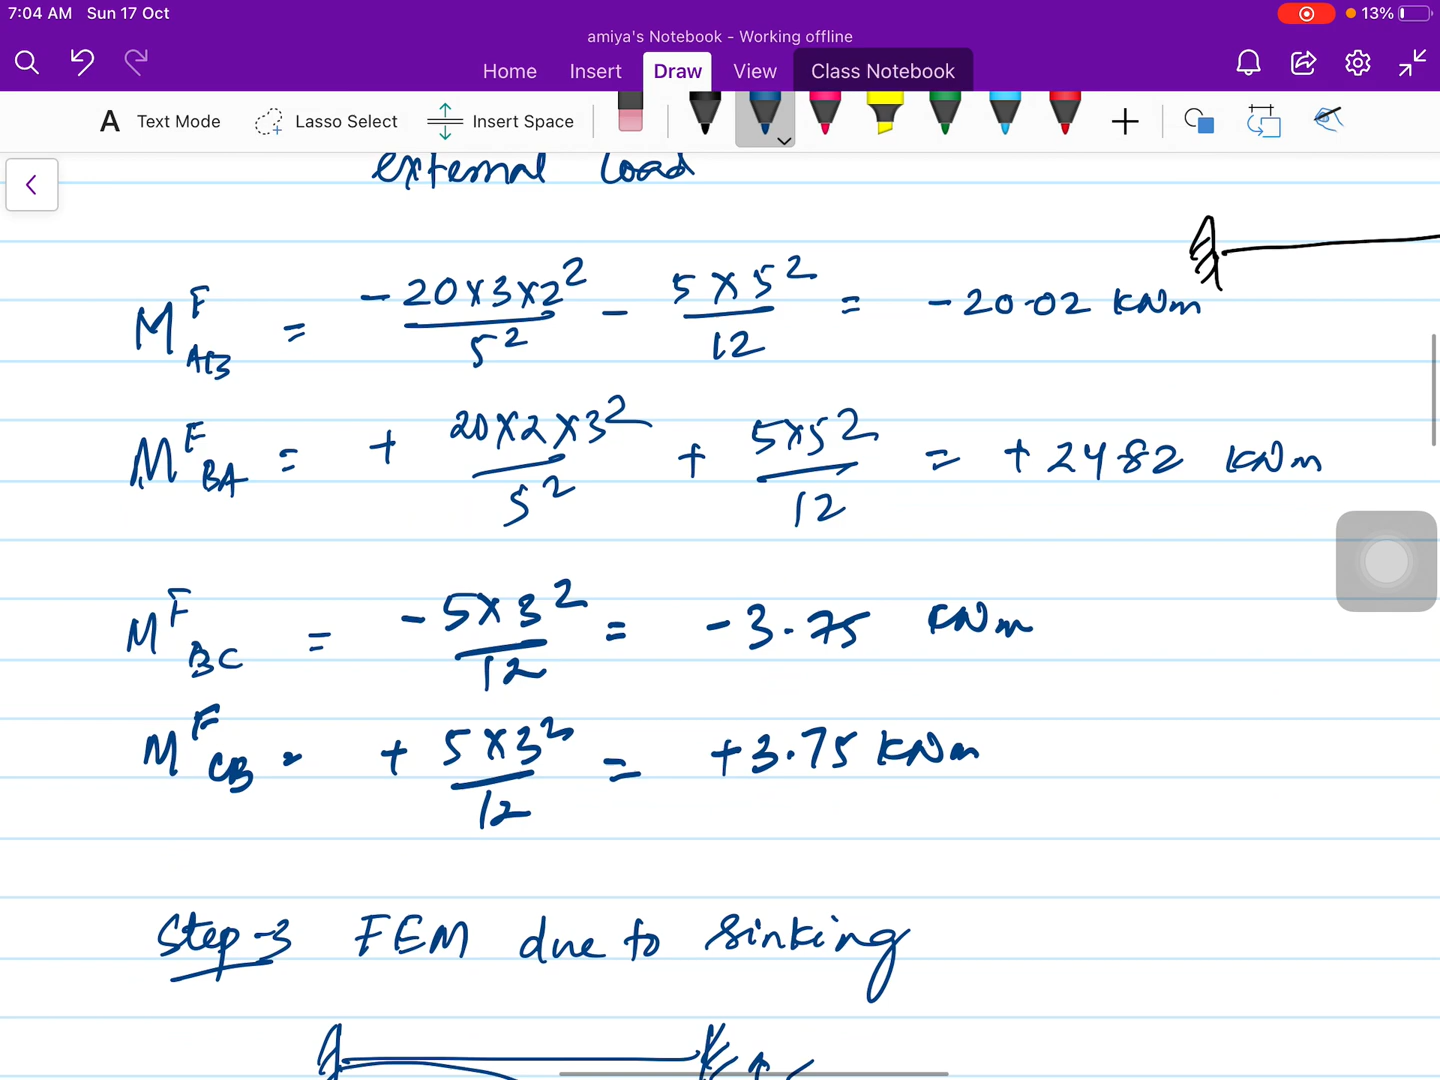 7:04 AM Sun 17 Oct
13%
amiya's Notebook - Working offline
Home Insert Draw View Class Notebook
A Text Mode Lasso Select Insert Space
external load
M^F_AB = - 20×3×2²/5² - 5×5²/12 = -20.02 KNm
M^F_BA = + 20×2×3²/5² + 5×5²/12 = +2482 KNm
M^F_BC = -5×3²/12 = -3.75 KNm
M^F_CB = + 5×3²/12 = +3.75 KNm
Step-3 FEM due to sinking